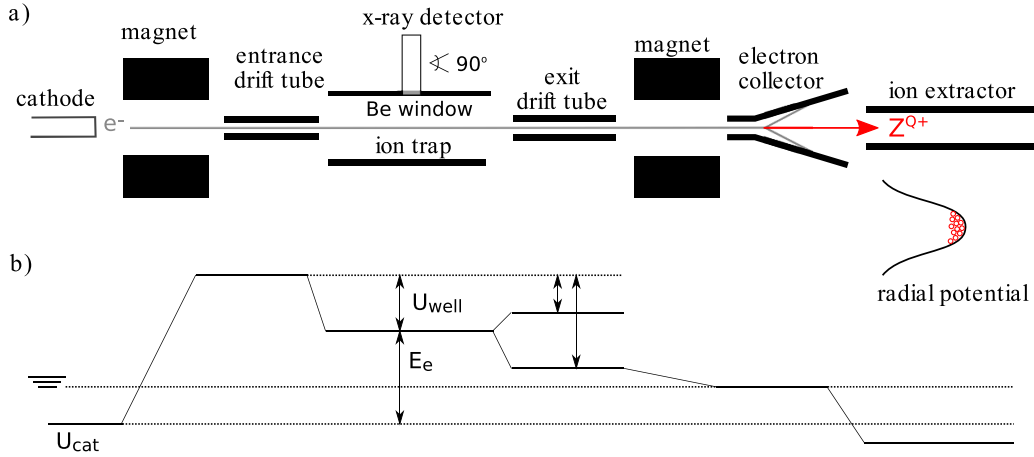 a)
magnet
x-ray detector
magnet
electron
collector
entrance
drift tube
90°
exit
drift tube
ion extractor
cathode
Be window
e-
Z^Q+
ion trap
b)
radial potential
U_well
E_e
U_cat